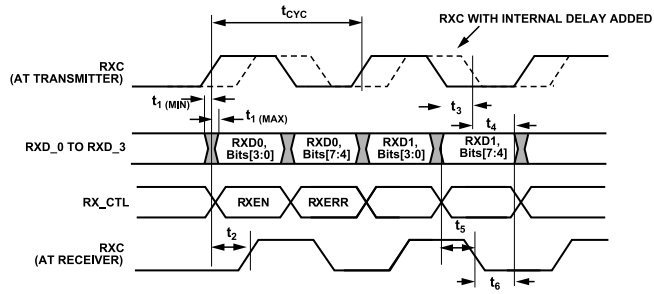 tCYC
RXC WITH INTERNAL DELAY ADDED
RXC
(AT TRANSMITTER)
t1 (MIN)
t1 (MAX)
t3
t4
RXD_0 TO RXD_3
RXD0,
Bits[3:0]
RXD0,
Bits[7:4]
RXD1,
Bits[3:0]
RXD1,
Bits[7:4]
RX_CTL
RXEN
RXERR
t2
t5
RXC
(AT RECEIVER)
t6